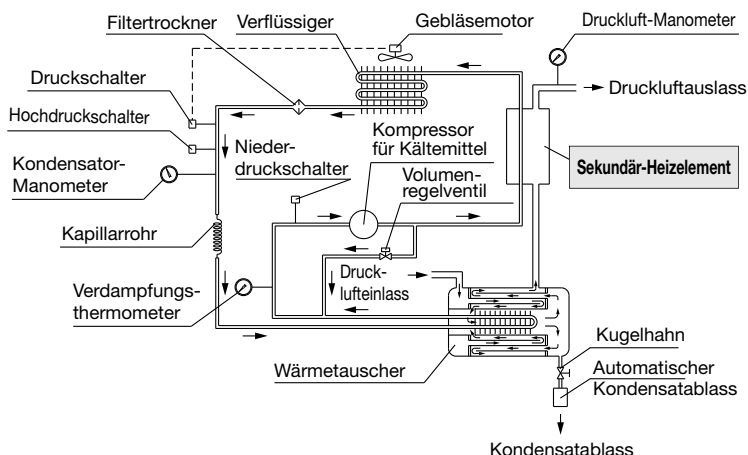 Filtertrockner
Verflüssiger
Gebläsemotor
Druckluft-Manometer
Druckschalter
Druckluftauslass
Hochdruckschalter
Nieder-
druckschalter
Kompressor
für Kältemittel
Kondensator-
Manometer
Volumen-
regelventil
Sekundär-Heizelement
Kapillarrohr
Druck-
lufteinlass
Verdampfungs-
thermometer
Kugelhahn
Wärmetauscher
Automatischer
Kondensatablass
Kondensatablass